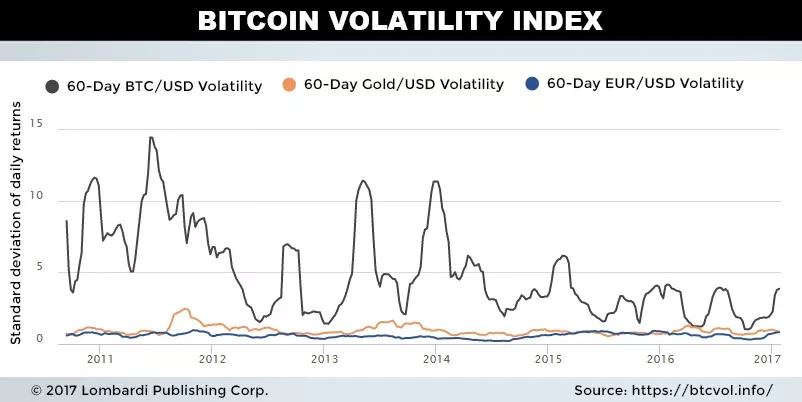 BITCOIN VOLATILITY INDEX
60-Day BTC/USD Volatility 60-Day Gold/USD Volatility 60-Day EUR/USD Volatility
Standard deviation of daily returns
15
10
5
0
2011 2012 2013 2014 2015 2016 2017
© 2017 Lombardi Publishing Corp. Source: https://btcvol.info/